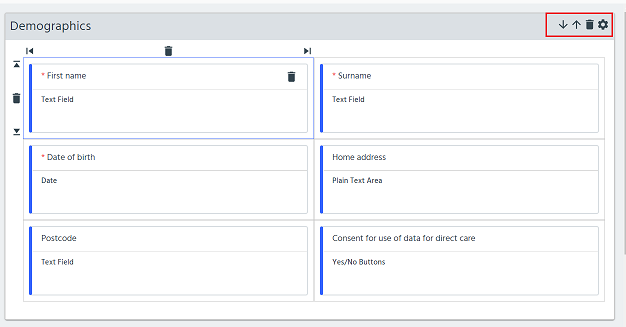 Demographics
* First name
Text Field
* Surname
Text Field
* Date of birth
Date
Home address
Plain Text Area
Postcode
Text Field
Consent for use of data for direct care
Yes/No Buttons